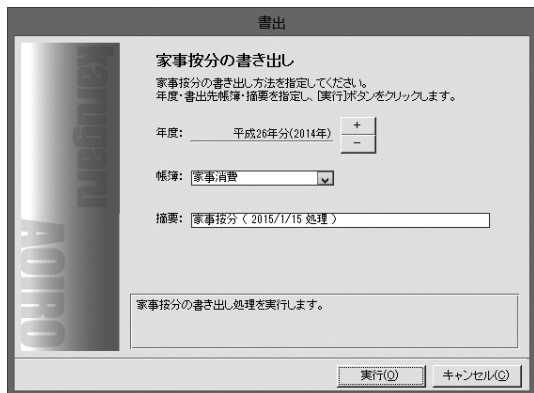 書出
karugaru
AOIRO
家事按分の書き出し
家事按分の書き出し方法を指定してください。
年度・書出先帳簿・摘要を指定し、[実行]ボタンをクリックします。
年度: 平成26年分(2014年) + −
帳簿: 家事消費
摘要: 家事按分 ( 2015/1/15 処理 )
家事按分の書き出し処理を実行します。
実行(O) キャンセル(C)